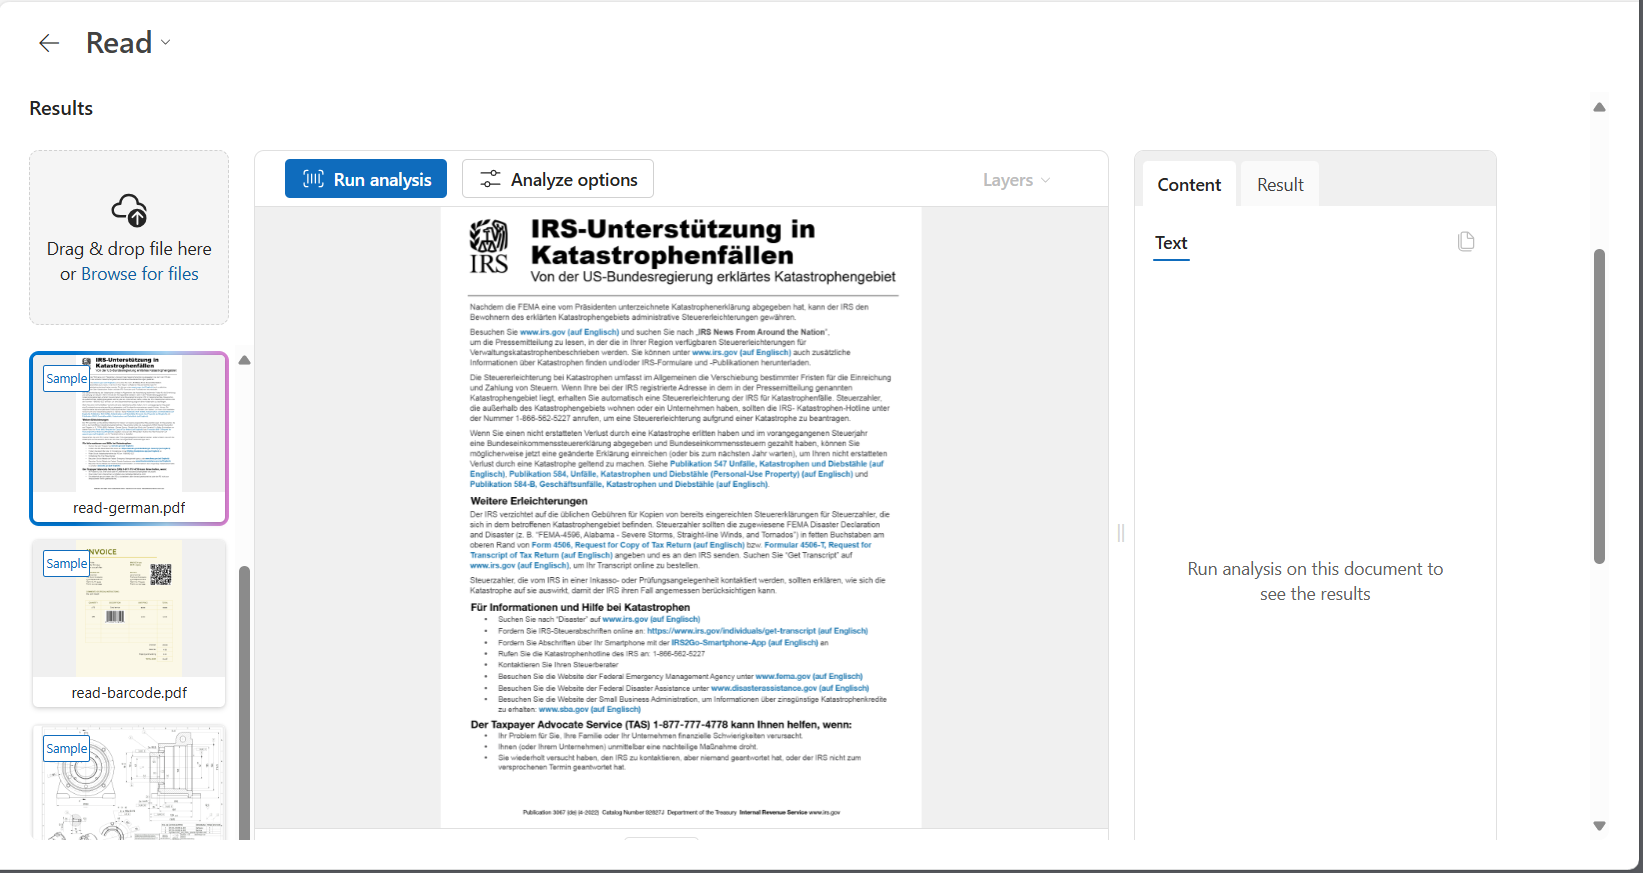 Read
Results
Drag & drop file here
or Browse for files
Sample
read-german.pdf
Sample
INVOICE
read-barcode.pdf
Sample
Run analysis
Analyze options
Layers
IRS
IRS-Unterstützung in
Katastrophenfällen
Von der US-Bundesregierung erklärtes Katastrophengebiet
Nachdem die FEMA eine vom Präsidenten unterzeichnete Katastrophenerklärung abgegeben hat, kann der IRS den
Bewohnern des erklärten Katastrophengebiets administrative Steuererleichterungen gewähren.
Besuchen Sie www.irs.gov (auf Englisch) und suchen Sie nach „IRS News From Around the Nation",
um die Pressemitteilung zu lesen, in der die in Ihrer Region verfügbaren Steuererleichterungen für
Verwaltungskatastrophenbeschrieben werden. Sie können unter www.irs.gov (auf Englisch) auch zusätzliche
Informationen über Katastrophen finden und/oder IRS-Formulare und -Publikationen herunterladen.
Die Steuererleichterung bei Katastrophen umfasst im Allgemeinen die Verschiebung bestimmter Fristen für die Einreichung
und Zahlung von Steuern. Wenn Ihre bei der IRS registrierte Adresse in dem in der Pressemitteilung genannten
Katastrophengebiet liegt, erhalten Sie automatisch eine Steuererleichterung der IRS für Katastrophenfälle. Steuerzahler,
die außerhalb des Katastrophengebiets wohnen oder ein Unternehmen haben, sollten die IRS- Katastrophen-Hotline unter
der Nummer 1-866-562-5227 anrufen, um eine Steuererleichterung aufgrund einer Katastrophe zu beantragen.
Wenn Sie einen nicht erstatteten Verlust durch eine Katastrophe erlitten haben und im vorangegangenen Steuerjahr
eine Bundeseinkommenssteuererklärung abgegeben und Bundeseinkommenssteuern gezahlt haben, können Sie
möglicherweise jetzt eine geänderte Erklärung einreichen (oder bis zum nächsten Jahr warten), um Ihren nicht erstatteten
Verlust durch eine Katastrophe geltend zu machen. Siehe Publikation 547 Unfälle, Katastrophen und Diebstähle (auf
Englisch), Publikation 584, Unfälle, Katastrophen und Diebstähle (Personal-Use Property) (auf Englisch) und
Publikation 584-B, Geschäftsunfälle, Katastrophen und Diebstähle (auf Englisch).
Weitere Erleichterungen
Der IRS verzichtet auf die üblichen Gebühren für Kopien von bereits eingereichten Steuererklärungen für Steuerzahler, die
sich in dem betroffenen Katastrophengebiet befinden. Steuerzahler sollten die zugewiesene FEMA Disaster Declaration
and Disaster (z. B. "FEMA-4596, Alabama - Severe Storms, Straight-line Winds, and Tornados") in fetten Buchstaben am
oberen Rand von Form 4506, Request for Copy of Tax Return (auf Englisch) bzw. Formular 4506-T, Request for
Transcript of Tax Return (auf Englisch) angeben und es an den IRS senden. Suchen Sie "Get Transcript" auf
www.irs.gov (auf Englisch), um Ihr Transcript online zu bestellen.
Steuerzahler, die vom IRS in einer Inkasso- oder Prüfungsangelegenheit kontaktiert werden, sollten erklären, wie sich die
Katastrophe auf sie auswirkt, damit der IRS ihren Fall angemessen berücksichtigen kann.
Für Informationen und Hilfe bei Katastrophen
• Suchen Sie nach "Disaster" auf www.irs.gov (auf Englisch)
• Fordern Sie IRS-Steuerabschriften online an: https://www.irs.gov/individuals/get-transcript (auf Englisch)
• Fordern Sie Abschriften über Ihr Smartphone mit der IRS2Go-Smartphone-App (auf Englisch) an
• Rufen Sie die Katastrophenhotline des IRS an: 1-866-562-5227
• Kontaktieren Sie Ihren Steuerberater
• Besuchen Sie die Website der Federal Emergency Management Agency unter www.fema.gov (auf Englisch)
• Besuchen Sie die Website der Federal Disaster Assistance unter www.disasterassistance.gov (auf Englisch)
• Besuchen Sie die Website der Small Business Administration, um Informationen über zinsgünstige Katastrophenkredite
zu erhalten: www.sba.gov (auf Englisch)
Der Taxpayer Advocate Service (TAS) 1-877-777-4778 kann Ihnen helfen, wenn:
• Ihr Problem für Sie, Ihre Familie oder Ihr Unternehmen finanzielle Schwierigkeiten verursacht.
• Ihnen (oder Ihrem Unternehmen) unmittelbar eine nachteilige Maßnahme droht.
• Sie wiederholt versucht haben, den IRS zu kontaktieren, aber niemand geantwortet hat, oder der IRS nicht zum
versprochenen Termin geantwortet hat.
Publication 3067 (de) Catalog Number Department of the Treasury Internal Revenue Service www.irs.gov
Content
Result
Text
Run analysis on this document to
see the results